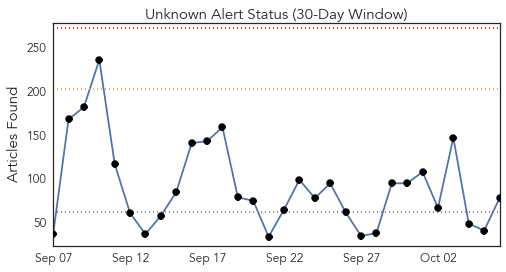 Unknown Alert Status (30-Day Window)
Articles Found
250
200
150
100
50
Sep 07 Sep 12 Sep 17 Sep 22 Sep 27 Oct 02